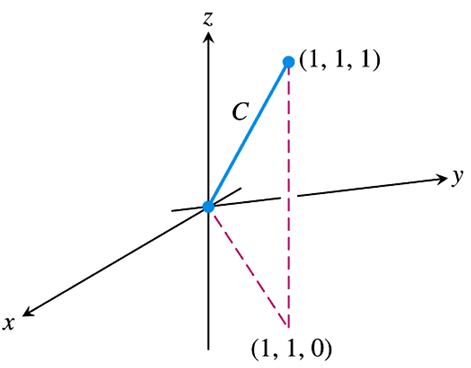 z
(1, 1, 1)
C
y
x
(1, 1, 0)